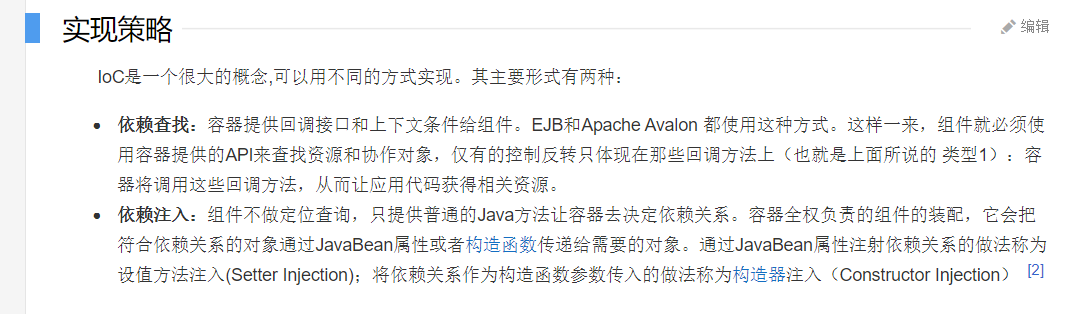 实现策略
编辑
IoC是一个很大的概念,可以用不同的方式实现。其主要形式有两种：
依赖查找：容器提供回调接口和上下文条件给组件。EJB和Apache Avalon 都使用这种方式。这样一来，组件就必须使
用容器提供的API来查找资源和协作对象，仅有的控制反转只体现在那些回调方法上（也就是上面所说的 类型1）：容
器将调用这些回调方法，从而让应用代码获得相关资源。
依赖注入：组件不做定位查询，只提供普通的Java方法让容器去决定依赖关系。容器全权负责的组件的装配，它会把
符合依赖关系的对象通过JavaBean属性或者构造函数传递给需要的对象。通过JavaBean属性注射依赖关系的做法称为
设值方法注入(Setter Injection)；将依赖关系作为构造函数参数传入的做法称为构造器注入（Constructor Injection） [2]